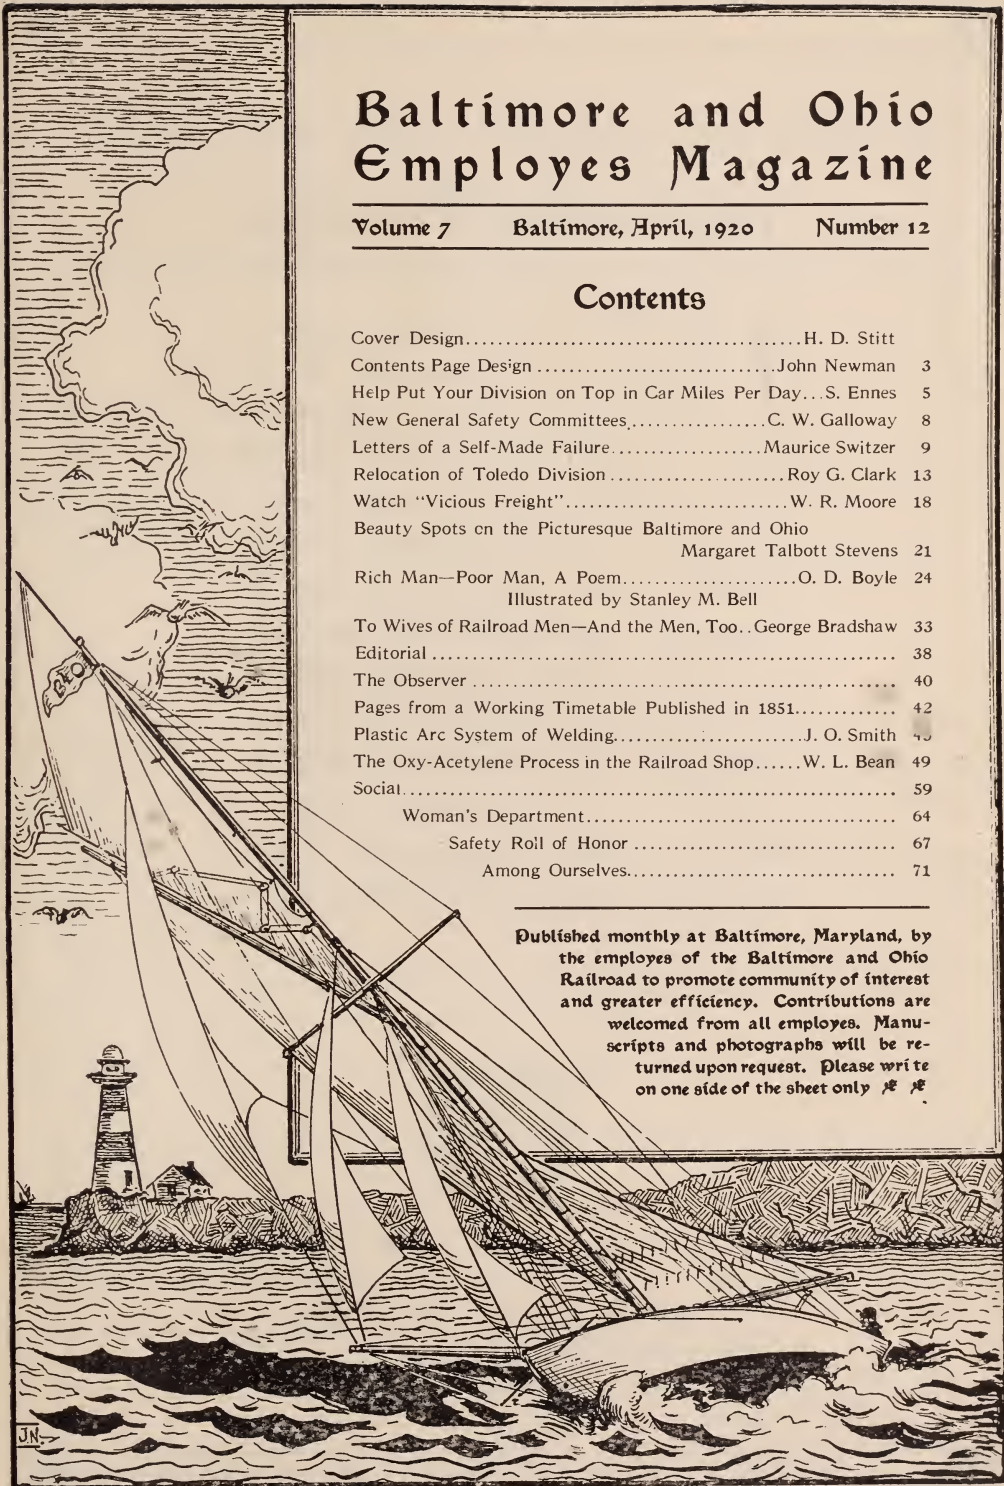 Baltimore and Ohio
Employes Magazine
Volume 7 Baltimore, April, 1920 Number 12
Contents
Cover Design........................................H. D. Stitt
Contents Page Design ............................John Newman 3
Help Put Your Division on Top in Car Miles Per Day...S. Ennes 5
New General Safety Committees.................C. W. Galloway 8
Letters of a Self-Made Failure..................Maurice Switzer 9
Relocation of Toledo Division.....................Roy G. Clark 13
Watch "Vicious Freight"...........................W. R. Moore 18
Beauty Spots on the Picturesque Baltimore and Ohio
Margaret Talbott Stevens 21
Rich Man—Poor Man, A Poem......................O. D. Boyle 24
Illustrated by Stanley M. Bell
To Wives of Railroad Men—And the Men, Too..George Bradshaw 33
Editorial ...................................................... 38
The Observer .................................................. 40
Pages from a Working Timetable Published in 1851............. 42
Plastic Arc System of Welding.......................J. O. Smith
The Oxy-Acetylene Process in the Railroad Shop......W. L. Bean 49
Social.......................................................... 59
Woman's Department..................................... 64
Safety Roll of Honor ............................... 67
Among Ourselves................................ 71
Published monthly at Baltimore, Maryland, by
the employes of the Baltimore and Ohio
Railroad to promote community of interest
and greater efficiency. Contributions are
welcomed from all employes. Manu-
scripts and photographs will be re-
turned upon request. Please write
on one side of the sheet only
B&O
JN